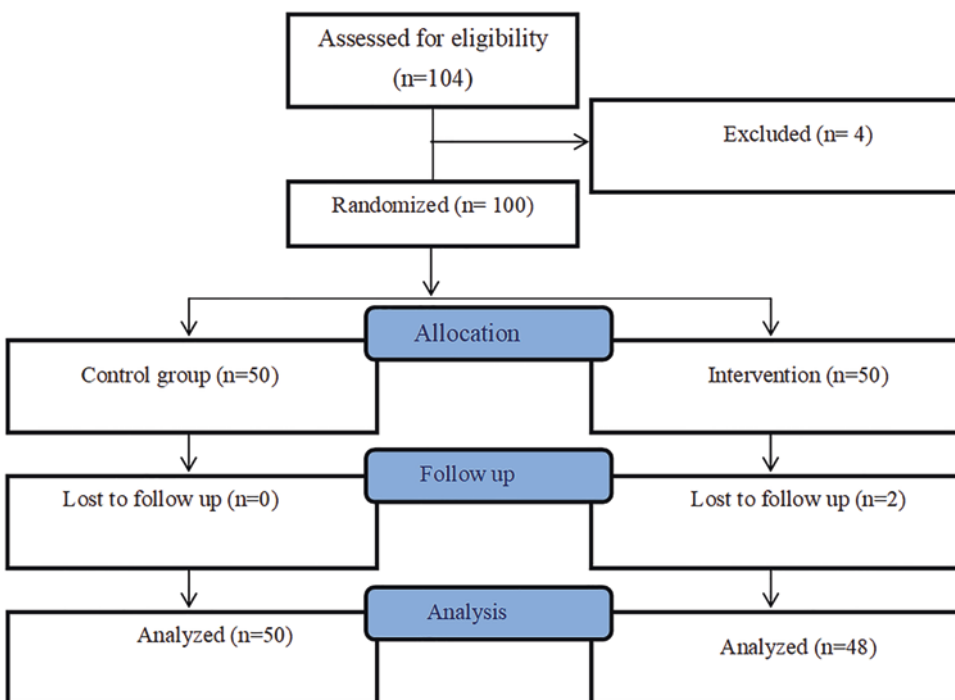 Assessed for eligibility
(n=104)
Excluded (n= 4)
Randomized (n= 100)
Allocation
Control group (n=50)
Intervention (n=50)
Follow up
Lost to follow up (n=0)
Lost to follow up (n=2)
Analysis
Analyzed (n=50)
Analyzed (n=48)